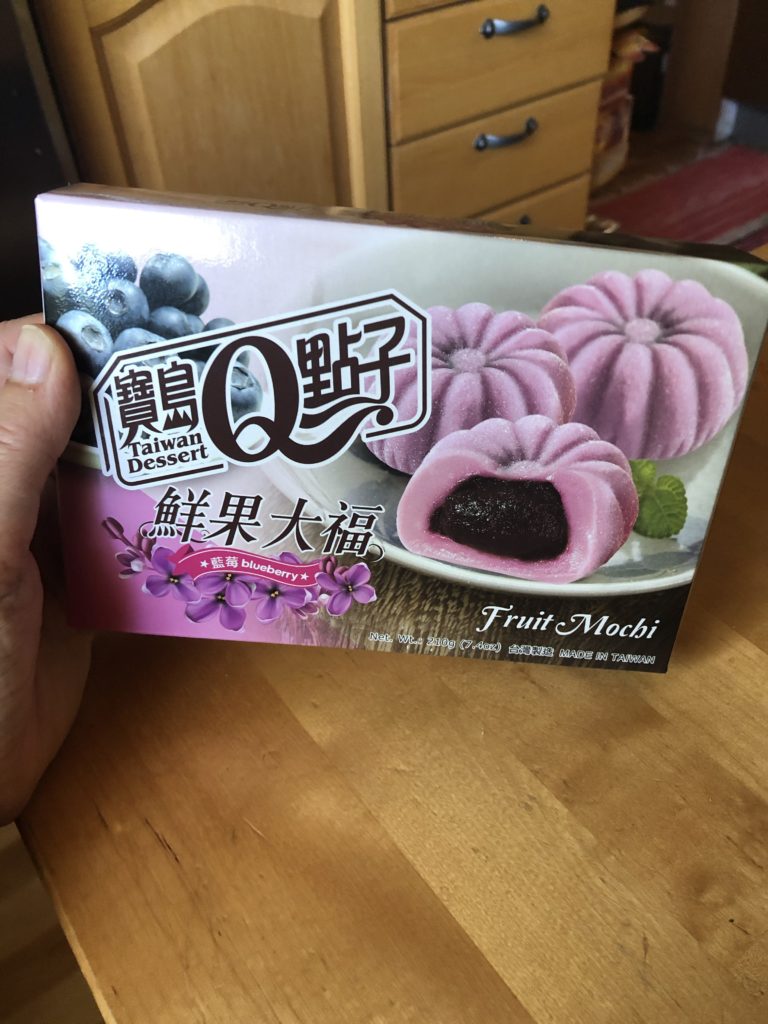 寶島Q點子
Taiwan
Dessert
鮮果大福
藍莓 blueberry
Fruit Mochi
Net. Wt.: 210g (7.4oz) 台灣製造 MADE IN TAIWAN